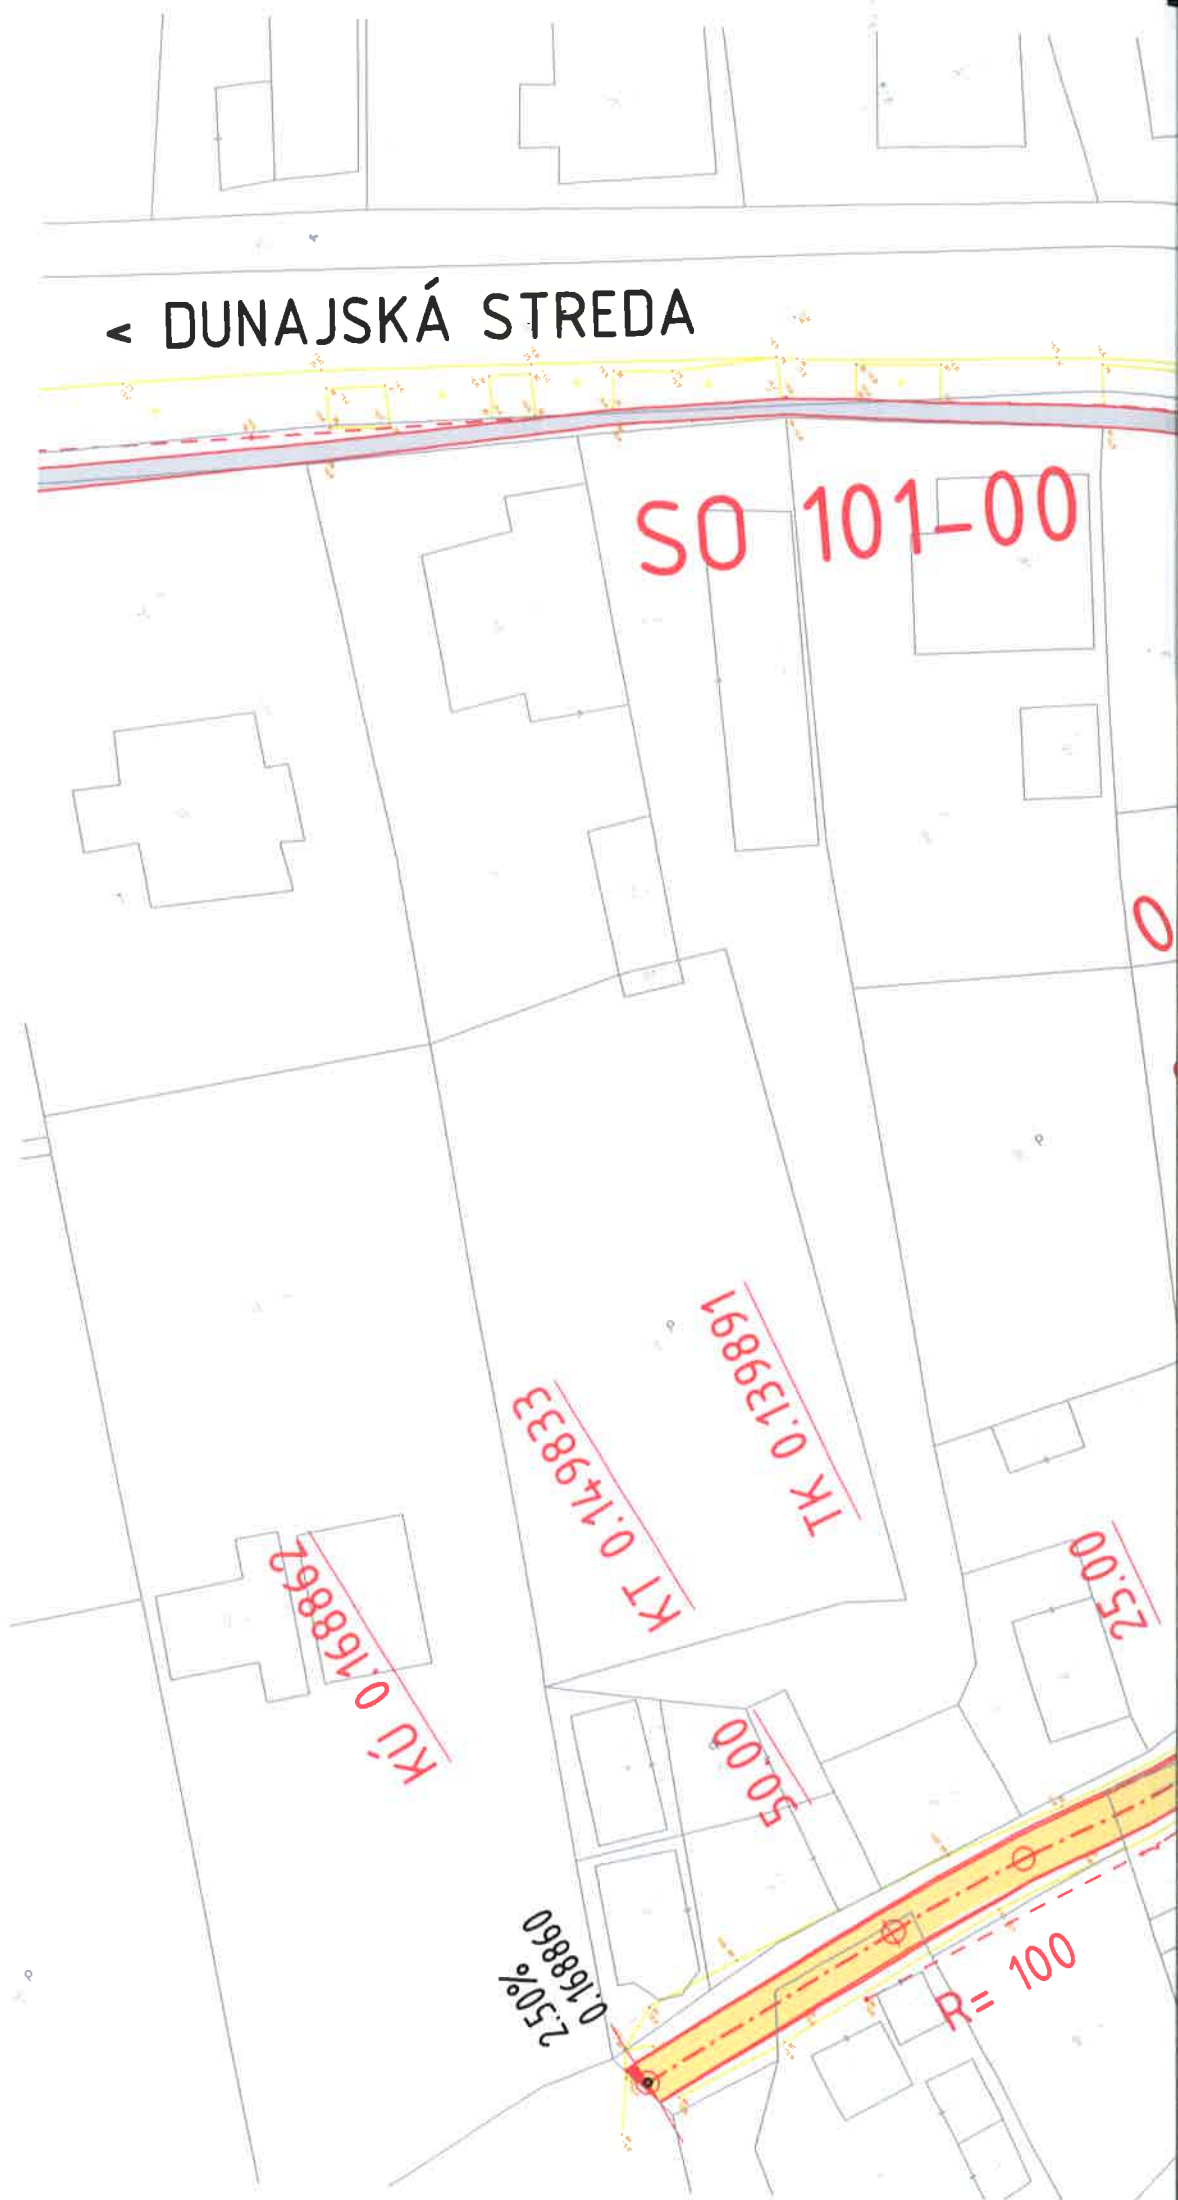 < DUNAJSKÁ STREDA
SO 101-00
TK 0.139891
KT 0.149833
KÚ 0.168862
25.00
50.00
2.50%
0.168860
R= 100